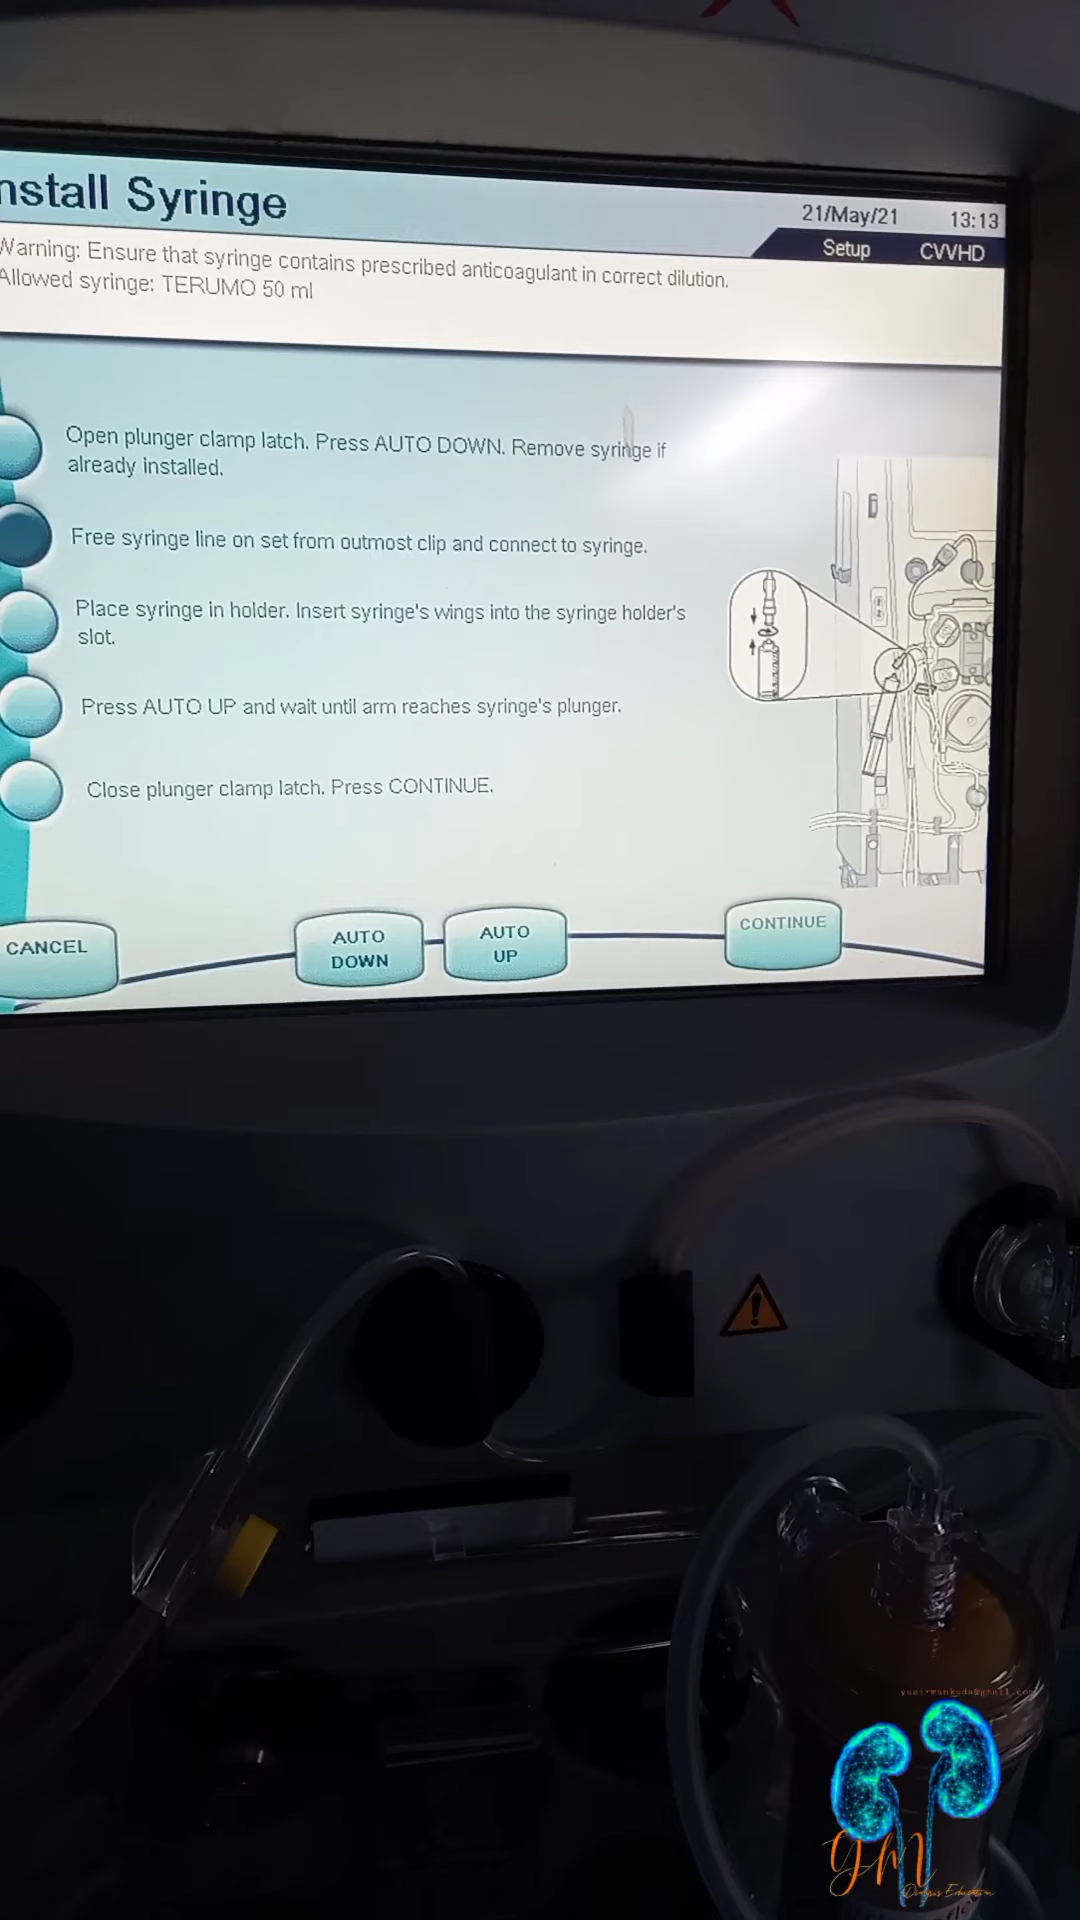 nstall Syringe
21/May/21 13:13
Setup CVVHD
Warning: Ensure that syringe contains prescribed anticoagulant in correct dilution.
Allowed syringe: TERUMO 50 ml
Open plunger clamp latch. Press AUTO DOWN. Remove syringe if
already installed.
Free syringe line on set from outmost clip and connect to syringe.
Place syringe in holder. Insert syringe's wings into the syringe holder's
slot.
Press AUTO UP and wait until arm reaches syringe's plunger.
Close plunger clamp latch. Press CONTINUE.
CANCEL
AUTO
DOWN
AUTO
UP
CONTINUE
GM
Dialysis Education